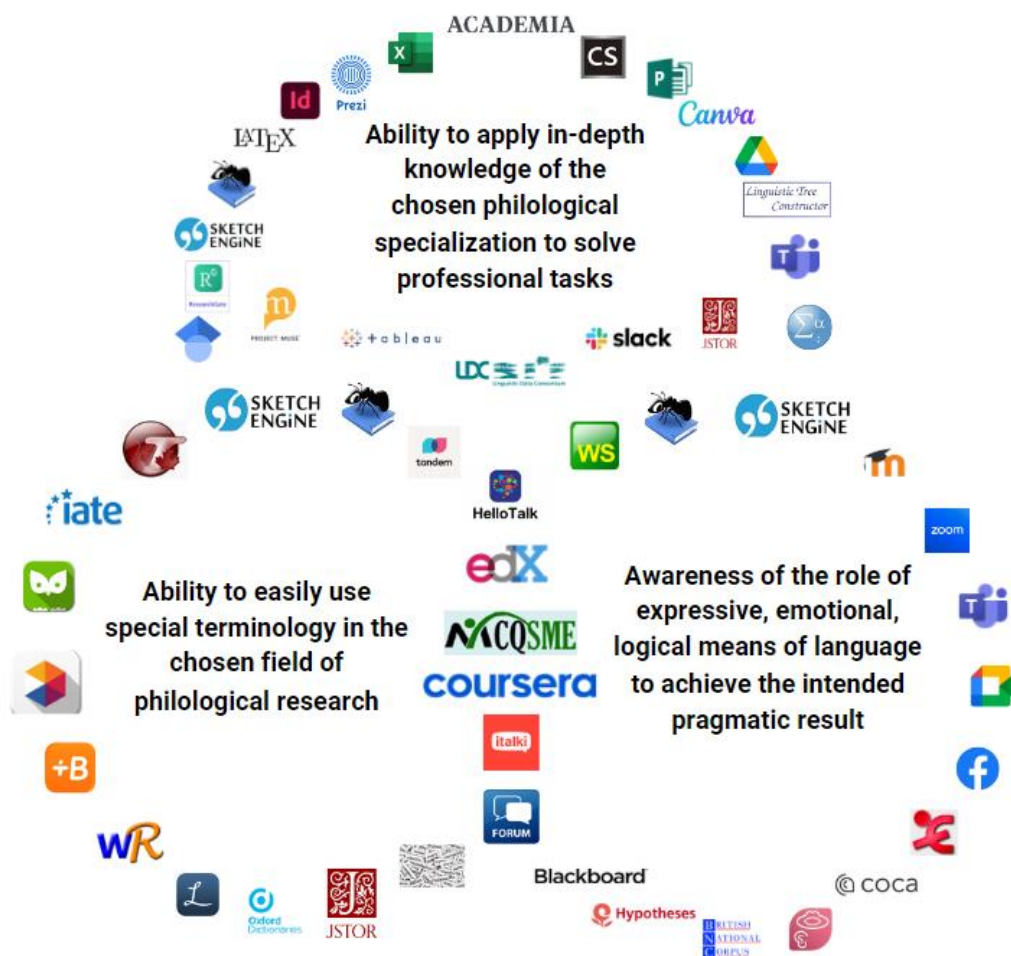 ACADEMIA
X
CS
P
Prezi
Id
Canva
LATEX
Ability to apply in-depth
knowledge of the
chosen philological
specialization to solve
professional tasks
Linguistic Tree
Constructor
SKETCH
ENGINE
T
R
ResearchGate
m
PROJECT MUSE
tableau
slack
J
JSTOR
Σ α
LDC
Linguistic Data Consortium
SKETCH
ENGINE
SKETCH
ENGINE
tandem
WS
m
HelloTalk
iate
zoom
edX
Ability to easily use
special terminology in the
chosen field of
philological research
Awareness of the role of
expressive, emotional,
logical means of language
to achieve the intended
pragmatic result
T
MCQSME
coursera
italki
+B
f
FORUM
WR
L
Oxford
Dictionaries
J
JSTOR
Blackboard
coca
Hypotheses
BRITISH
NATIONAL
CORPUS